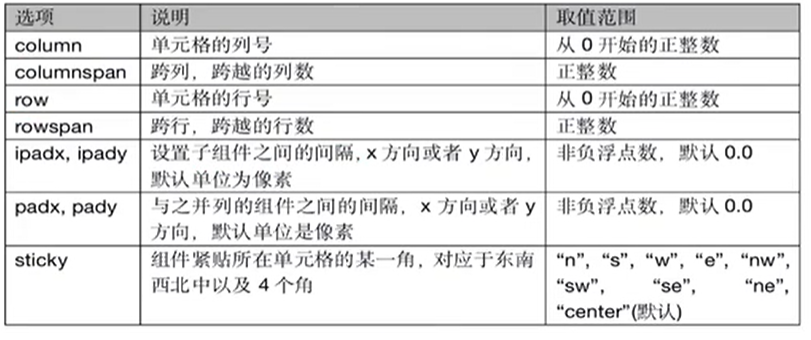 选项 说明 取值范围
column 单元格的列号 从 0 开始的正整数
columnspan 跨列，跨越的列数 正整数
row 单元格的行号 从 0 开始的正整数
rowspan 跨行，跨越的行数 正整数
ipadx, ipady 设置子组件之间的间隔，x 方向或者 y 方向， 非负浮点数，默认 0.0
默认单位为像素
padx, pady 与之并列的组件之间的间隔，x 方向或者 y 非负浮点数，默认 0.0
方向，默认单位是像素
sticky 组件紧贴所在单元格的某一角，对应于东南 “n”, “s”, “w”, “e”, “nw”,
西北中以及 4 个角 “sw”, “se”, “ne”,
“center”(默认)